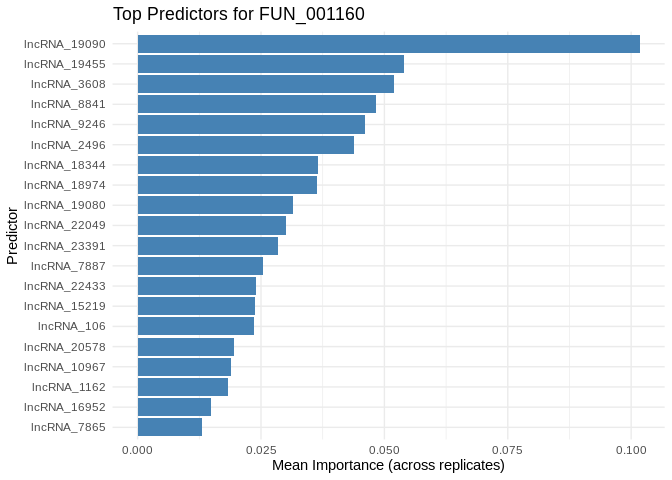 Top Predictors for FUN_001160
lncRNA_19090
lncRNA_19455
lncRNA_3608
lncRNA_8841
lncRNA_9246
lncRNA_2496
lncRNA_18344
lncRNA_18974
lncRNA_19080
lncRNA_22049
lncRNA_23391
lncRNA_7887
lncRNA_22433
lncRNA_15219
lncRNA_106
lncRNA_20578
lncRNA_10967
lncRNA_1162
lncRNA_16952
lncRNA_7865
Predictor
0.000 0.025 0.050 0.075 0.100
Mean Importance (across replicates)